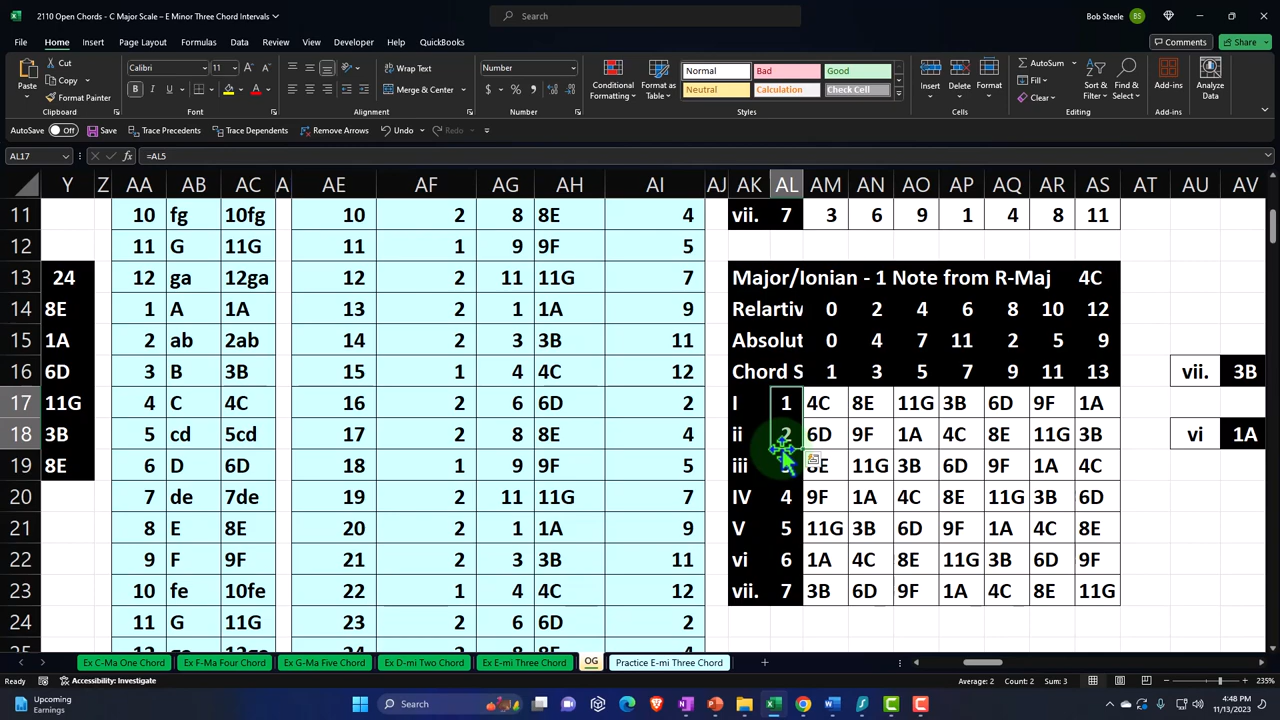 2110 Open Chords - C Major Scale – E Minor Three Chord Intervals
Search
Bob Steele BS
File Home Insert Page Layout Formulas Data Review View Developer Help QuickBooks Comments Share
Paste Cut Copy Format Painter Clipboard
Calibri 11 B I U A Font
Wrap Text Merge & Center Alignment
Number $ % Number
Conditional Formatting Format as Table Normal Bad Good Neutral Calculation Check Cell Styles
Insert Delete Format Cells
AutoSum Fill Clear Sort & Filter Find & Select Editing
Add-ins Add-ins Analyze Data
AutoSave Off Save Trace Precedents Trace Dependents Remove Arrows Undo
AL17 fx =AL5
Y Z AA AB AC A AE AF AG AH AI AJ AK AL AM AN AO AP AQ AR AS AT AU AV
11 10 fg 10fg 10 2 8 8E 4 vii. 7 3 6 9 1 4 8 11
12 11 G 11G 11 1 9 9F 5
13 24 12 ga 12ga 12 2 11 11G 7 Major/Ionian - 1 Note from R-Maj 4C
14 8E 1 A 1A 13 2 1 1A 9 Relartiv 0 2 4 6 8 10 12
15 1A 2 ab 2ab 14 2 3 3B 11 Absolut 0 4 7 11 2 5 9
16 6D 3 B 3B 15 1 4 4C 12 Chord S 1 3 5 7 9 11 13 vii. 3B
17 11G 4 C 4C 16 2 6 6D 2 I 1 4C 8E 11G 3B 6D 9F 1A
18 3B 5 cd 5cd 17 2 8 8E 4 ii 2 6D 9F 1A 4C 8E 11G 3B vi 1A
19 8E 6 D 6D 18 1 9 9F 5 iii 8E 11G 3B 6D 9F 1A 4C
20 7 de 7de 19 2 11 11G 7 IV 4 9F 1A 4C 8E 11G 3B 6D
21 8 E 8E 20 2 1 1A 9 V 5 11G 3B 6D 9F 1A 4C 8E
22 9 F 9F 21 2 3 3B 11 vi 6 1A 4C 8E 11G 3B 6D 9F
23 10 fe 10fe 22 1 4 4C 12 vii. 7 3B 6D 9F 1A 4C 8E 11G
24 11 G 11G 23 2 6 6D 2
Ex C-Ma One Chord Ex F-Ma Four Chord Ex G-Ma Five Chord Ex D-mi Two Chord Ex E-mi Three Chord OG Practice E-mi Three Chord
Ready Accessibility: Investigate Average: 2 Count: 2 Sum: 3 235%
Upcoming Earnings Search 4:48 PM 11/13/2023